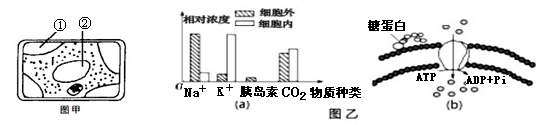 ① ②
图甲
相对浓度
细胞外
细胞内
O Na⁺ K⁺ 胰岛素 CO₂ 物质种类
(a)
图乙
糖蛋白
ATP
ADP+Pi
(b)